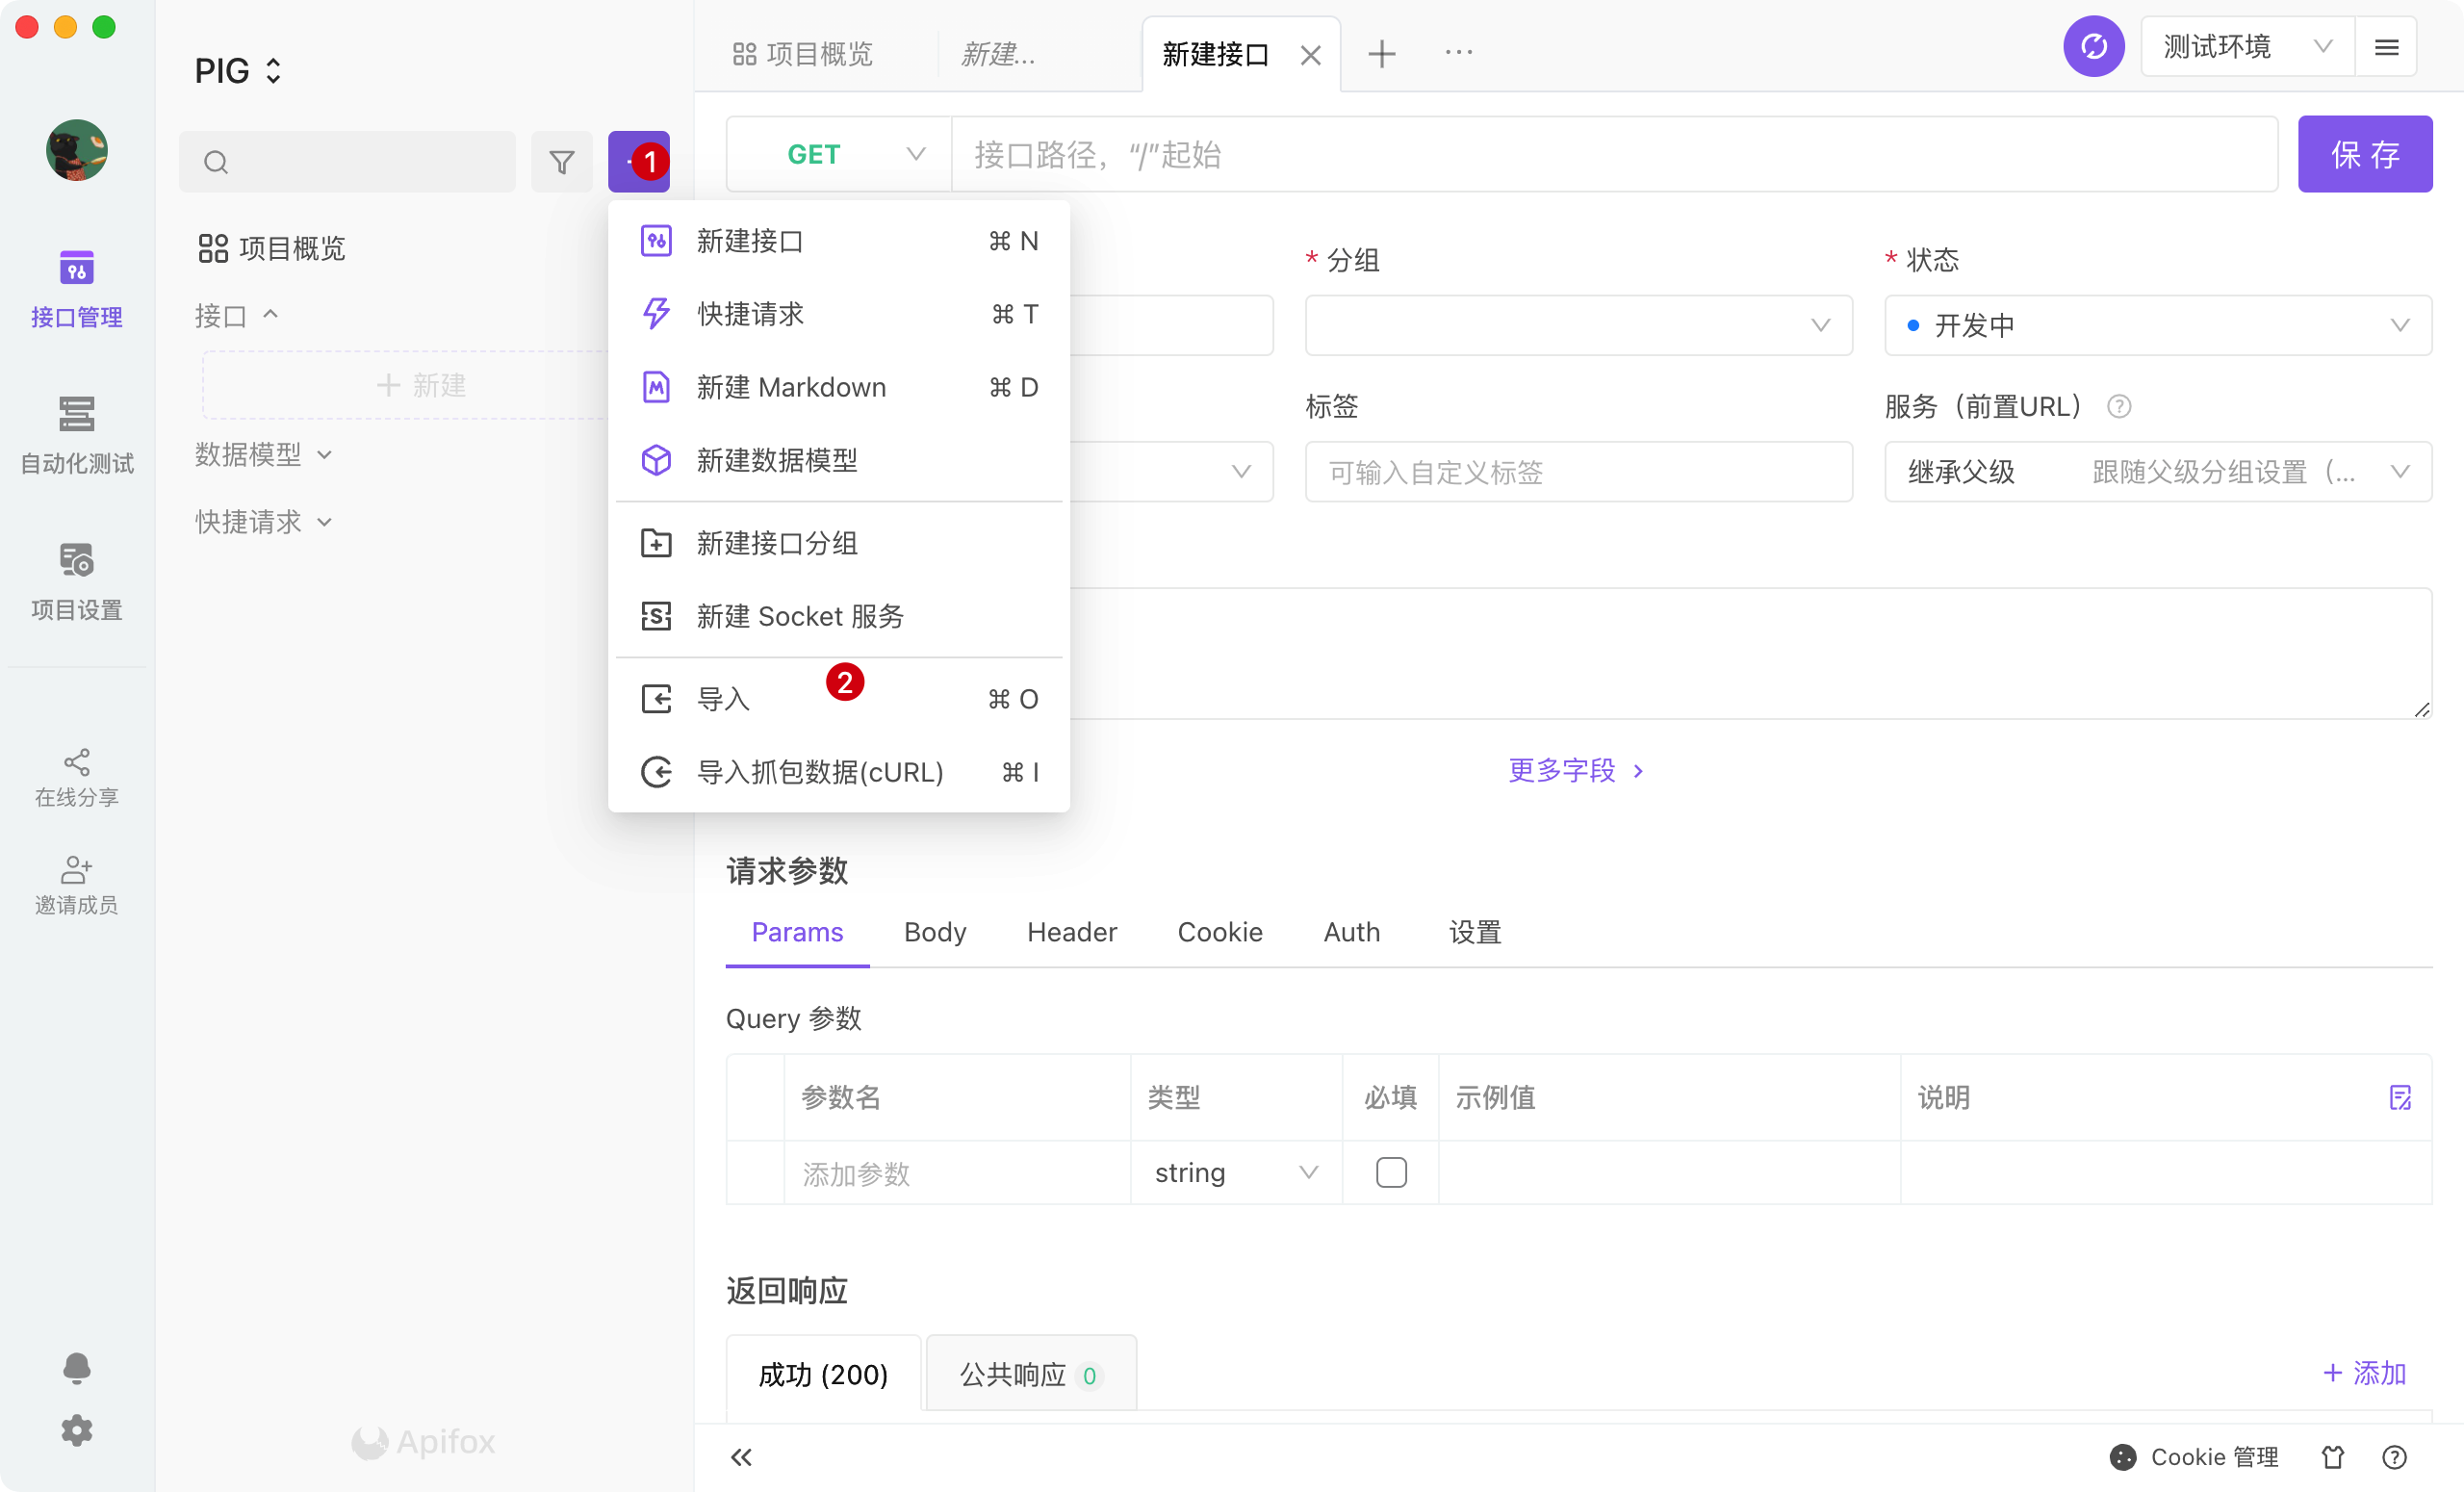 PIG
项目概览
新建...
新建接口
测试环境
GET
接口路径，“/”起始
保 存
1
接口管理
自动化测试
项目设置
在线分享
邀请成员
项目概览
接口
新建
数据模型
快捷请求
新建接口 ⌘ N
快捷请求 ⌘ T
新建 Markdown ⌘ D
新建数据模型
新建接口分组
新建 Socket 服务
2
导入 ⌘ O
导入抓包数据(cURL) ⌘ I
* 分组
* 状态
开发中
标签
服务（前置URL） ?
可输入自定义标签
继承父级 跟随父级分组设置（...
更多字段
请求参数
Params Body Header Cookie Auth 设置
Query 参数
参数名 类型 必填 示例值 说明
添加参数 string
返回响应
成功 (200) 公共响应 0 + 添加
Apifox
Cookie 管理